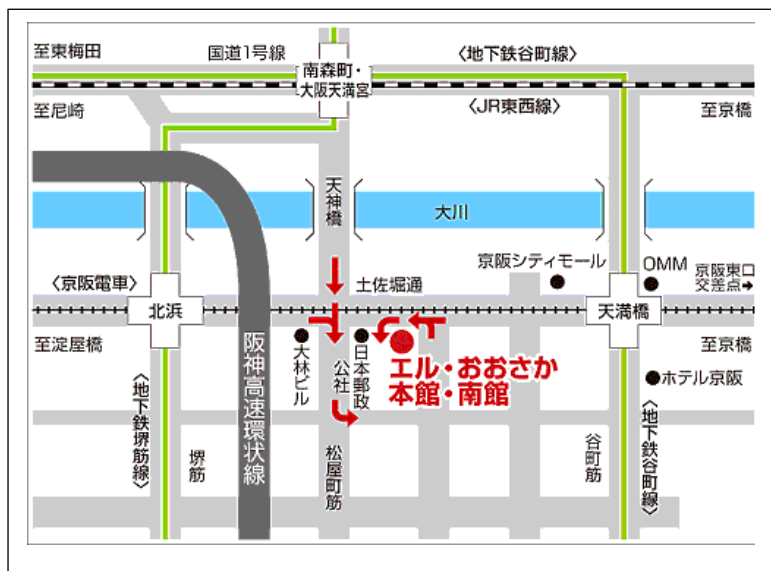 至東梅田
国道1号線
南森町・
大阪天満宮
〈地下鉄谷町線〉
至尼崎
〈JR東西線〉
至京橋
天神橋
大川
〈京阪電車〉
北浜
土佐堀通
京阪シティモール
OMM
京阪東口
交差点➡
天満橋
至淀屋橋
至京橋
大林ビル
公社
日本郵政
エル・おおさか
本館・南館
ホテル京阪
阪神高速環状線
〈地下鉄堺筋線〉
堺筋
松屋町筋
谷町筋
〈地下鉄谷町線〉